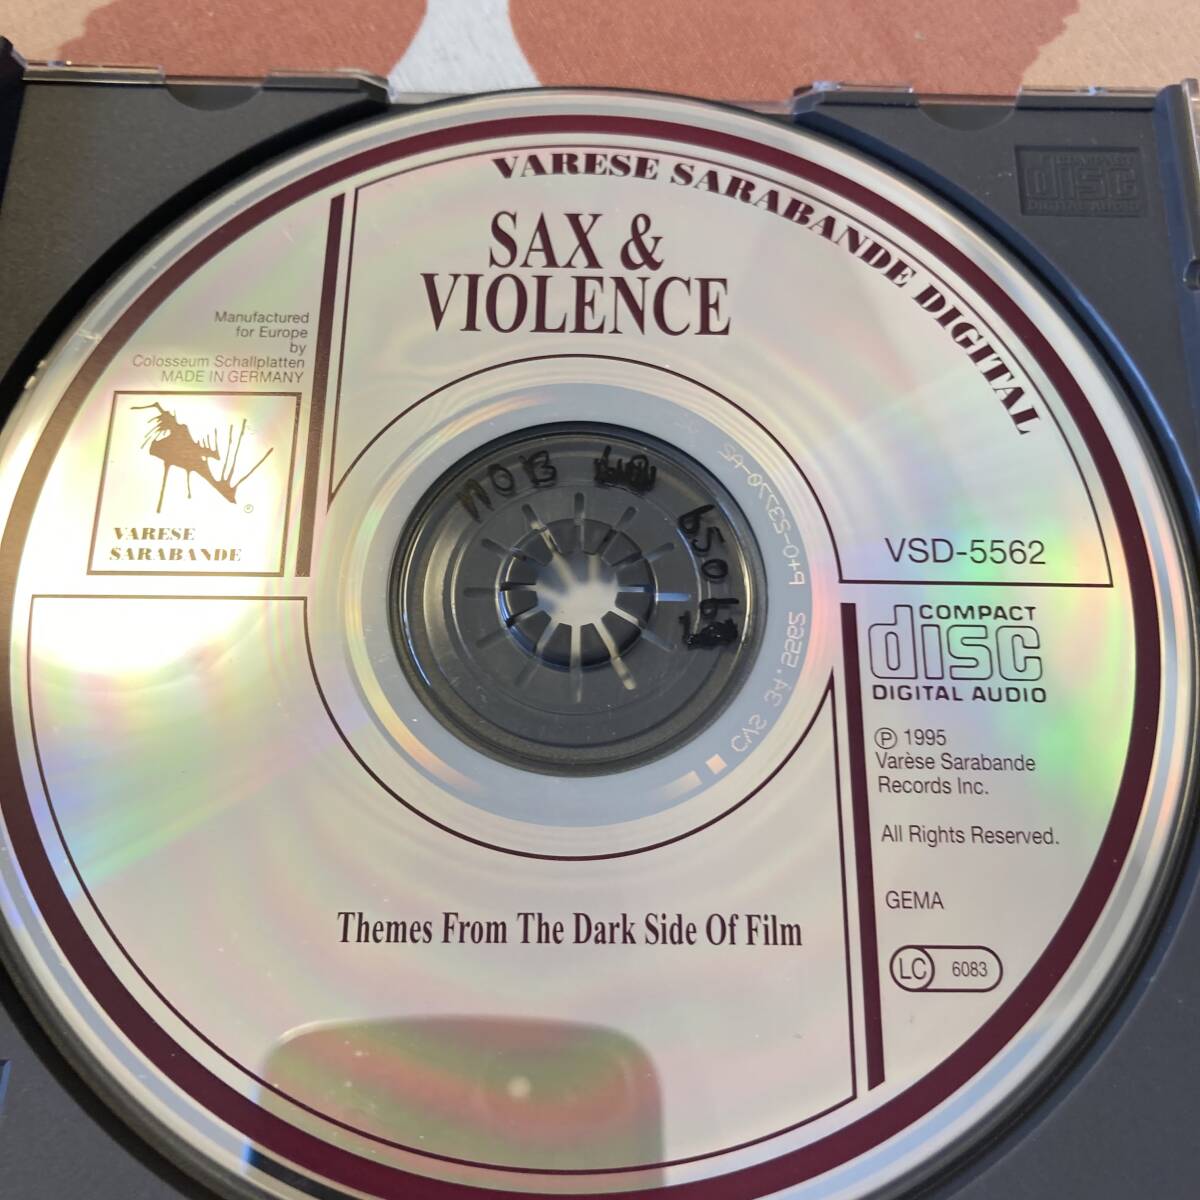 VARESE SARABANDE DIGITAL
SAX &
VIOLENCE
Manufactured
for Europe
by
Colosseum Schallplatten
MADE IN GERMANY
®
VARESE
SARABANDE
VSD-5562
COMPACT
disc
DIGITAL AUDIO
℗ 1995
Varèse Sarabande
Records Inc.
All Rights Reserved.
GEMA
LC 6083
Themes From The Dark Side Of Film
COMPACT
disc
DIGITAL AUDIO